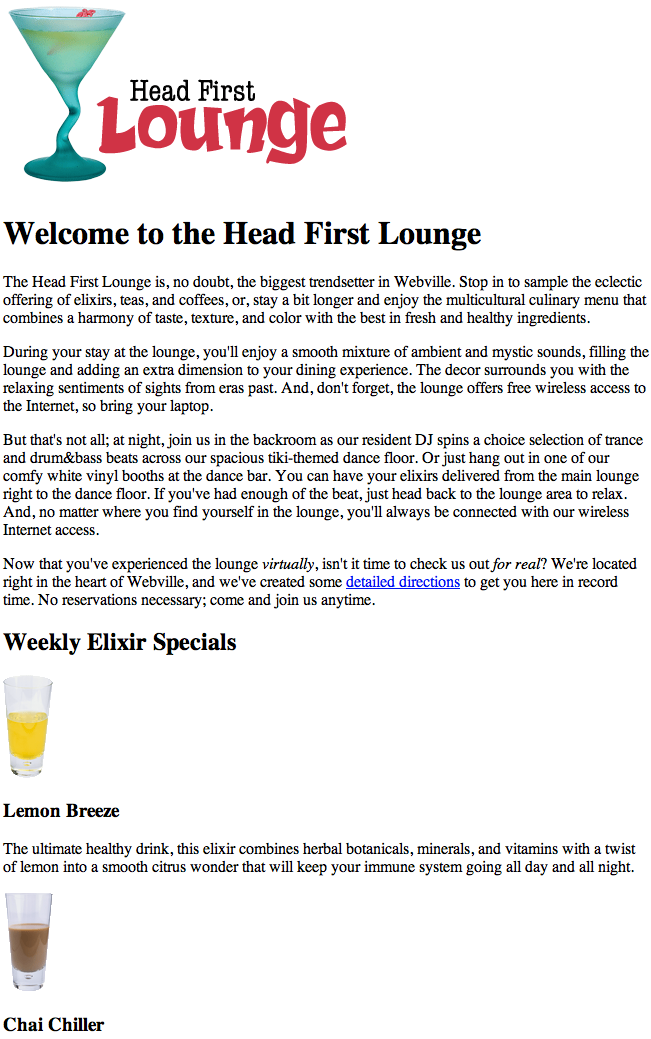 Head First
Lounge
Welcome to the Head First Lounge
The Head First Lounge is, no doubt, the biggest trendsetter in Webville. Stop in to sample the eclectic
offering of elixirs, teas, and coffees, or, stay a bit longer and enjoy the multicultural culinary menu that
combines a harmony of taste, texture, and color with the best in fresh and healthy ingredients.
During your stay at the lounge, you'll enjoy a smooth mixture of ambient and mystic sounds, filling the
lounge and adding an extra dimension to your dining experience. The decor surrounds you with the
relaxing sentiments of sights from eras past. And, don't forget, the lounge offers free wireless access to
the Internet, so bring your laptop.
But that's not all; at night, join us in the backroom as our resident DJ spins a choice selection of trance
and drum&bass beats across our spacious tiki-themed dance floor. Or just hang out in one of our
comfy white vinyl booths at the dance bar. You can have your elixirs delivered from the main lounge
right to the dance floor. If you've had enough of the beat, just head back to the lounge area to relax.
And, no matter where you find yourself in the lounge, you'll always be connected with our wireless
Internet access.
Now that you've experienced the lounge virtually, isn't it time to check us out for real? We're located
right in the heart of Webville, and we've created some detailed directions to get you here in record
time. No reservations necessary; come and join us anytime.
Weekly Elixir Specials
Lemon Breeze
The ultimate healthy drink, this elixir combines herbal botanicals, minerals, and vitamins with a twist
of lemon into a smooth citrus wonder that will keep your immune system going all day and all night.
Chai Chiller